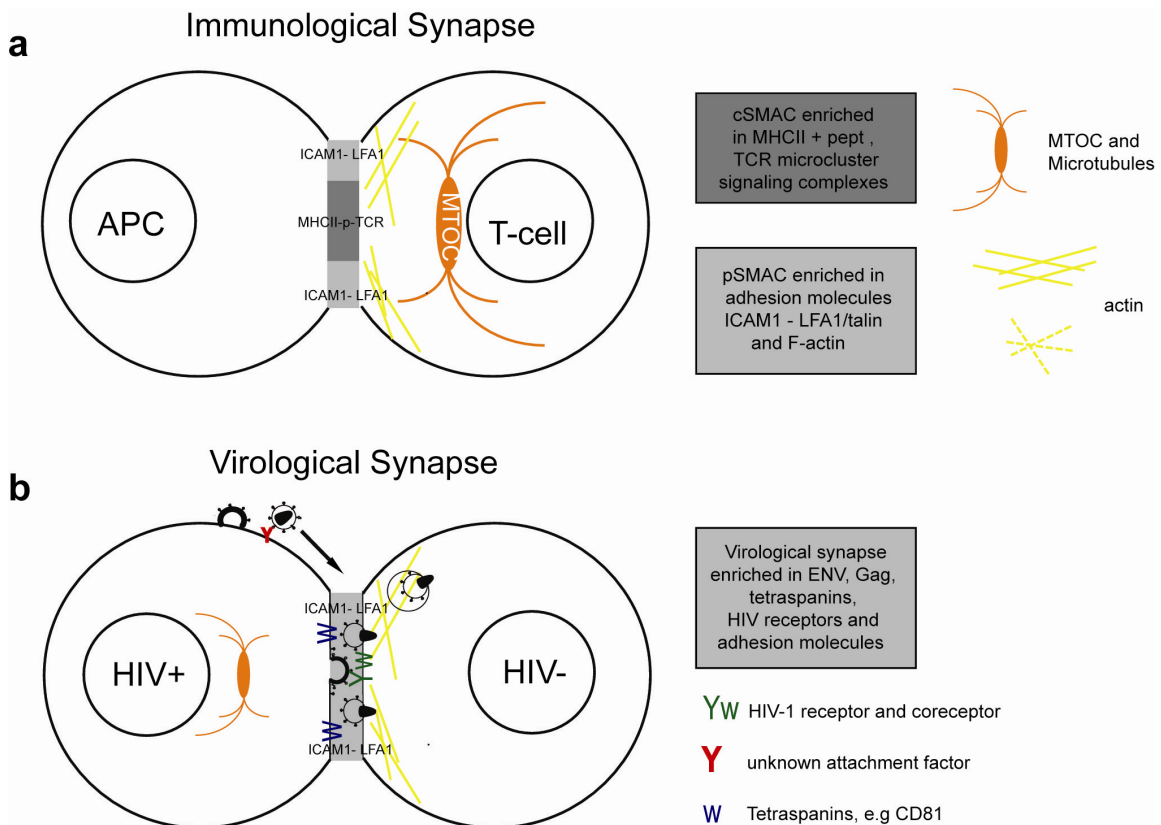 Immunological Synapse
a
ICAM1- LFA1
APC
MHCII-p-TCR
MTOC
T-cell
ICAM1- LFA1
cSMAC enriched
in MHCII + pept ,
TCR microcluster
signaling complexes
MTOC and
Microtubules
pSMAC enriched in
adhesion molecules
ICAM1 - LFA1/talin
and F-actin
actin
Virological Synapse
b
Y
ICAM1- LFA1
W
W
Y
HIV+
HIV-
W
ICAM1- LFA1
Virological synapse
enriched in ENV, Gag,
tetraspanins,
HIV receptors and
adhesion molecules
Yw HIV-1 receptor and coreceptor
Y unknown attachment factor
w Tetraspanins, e.g CD81